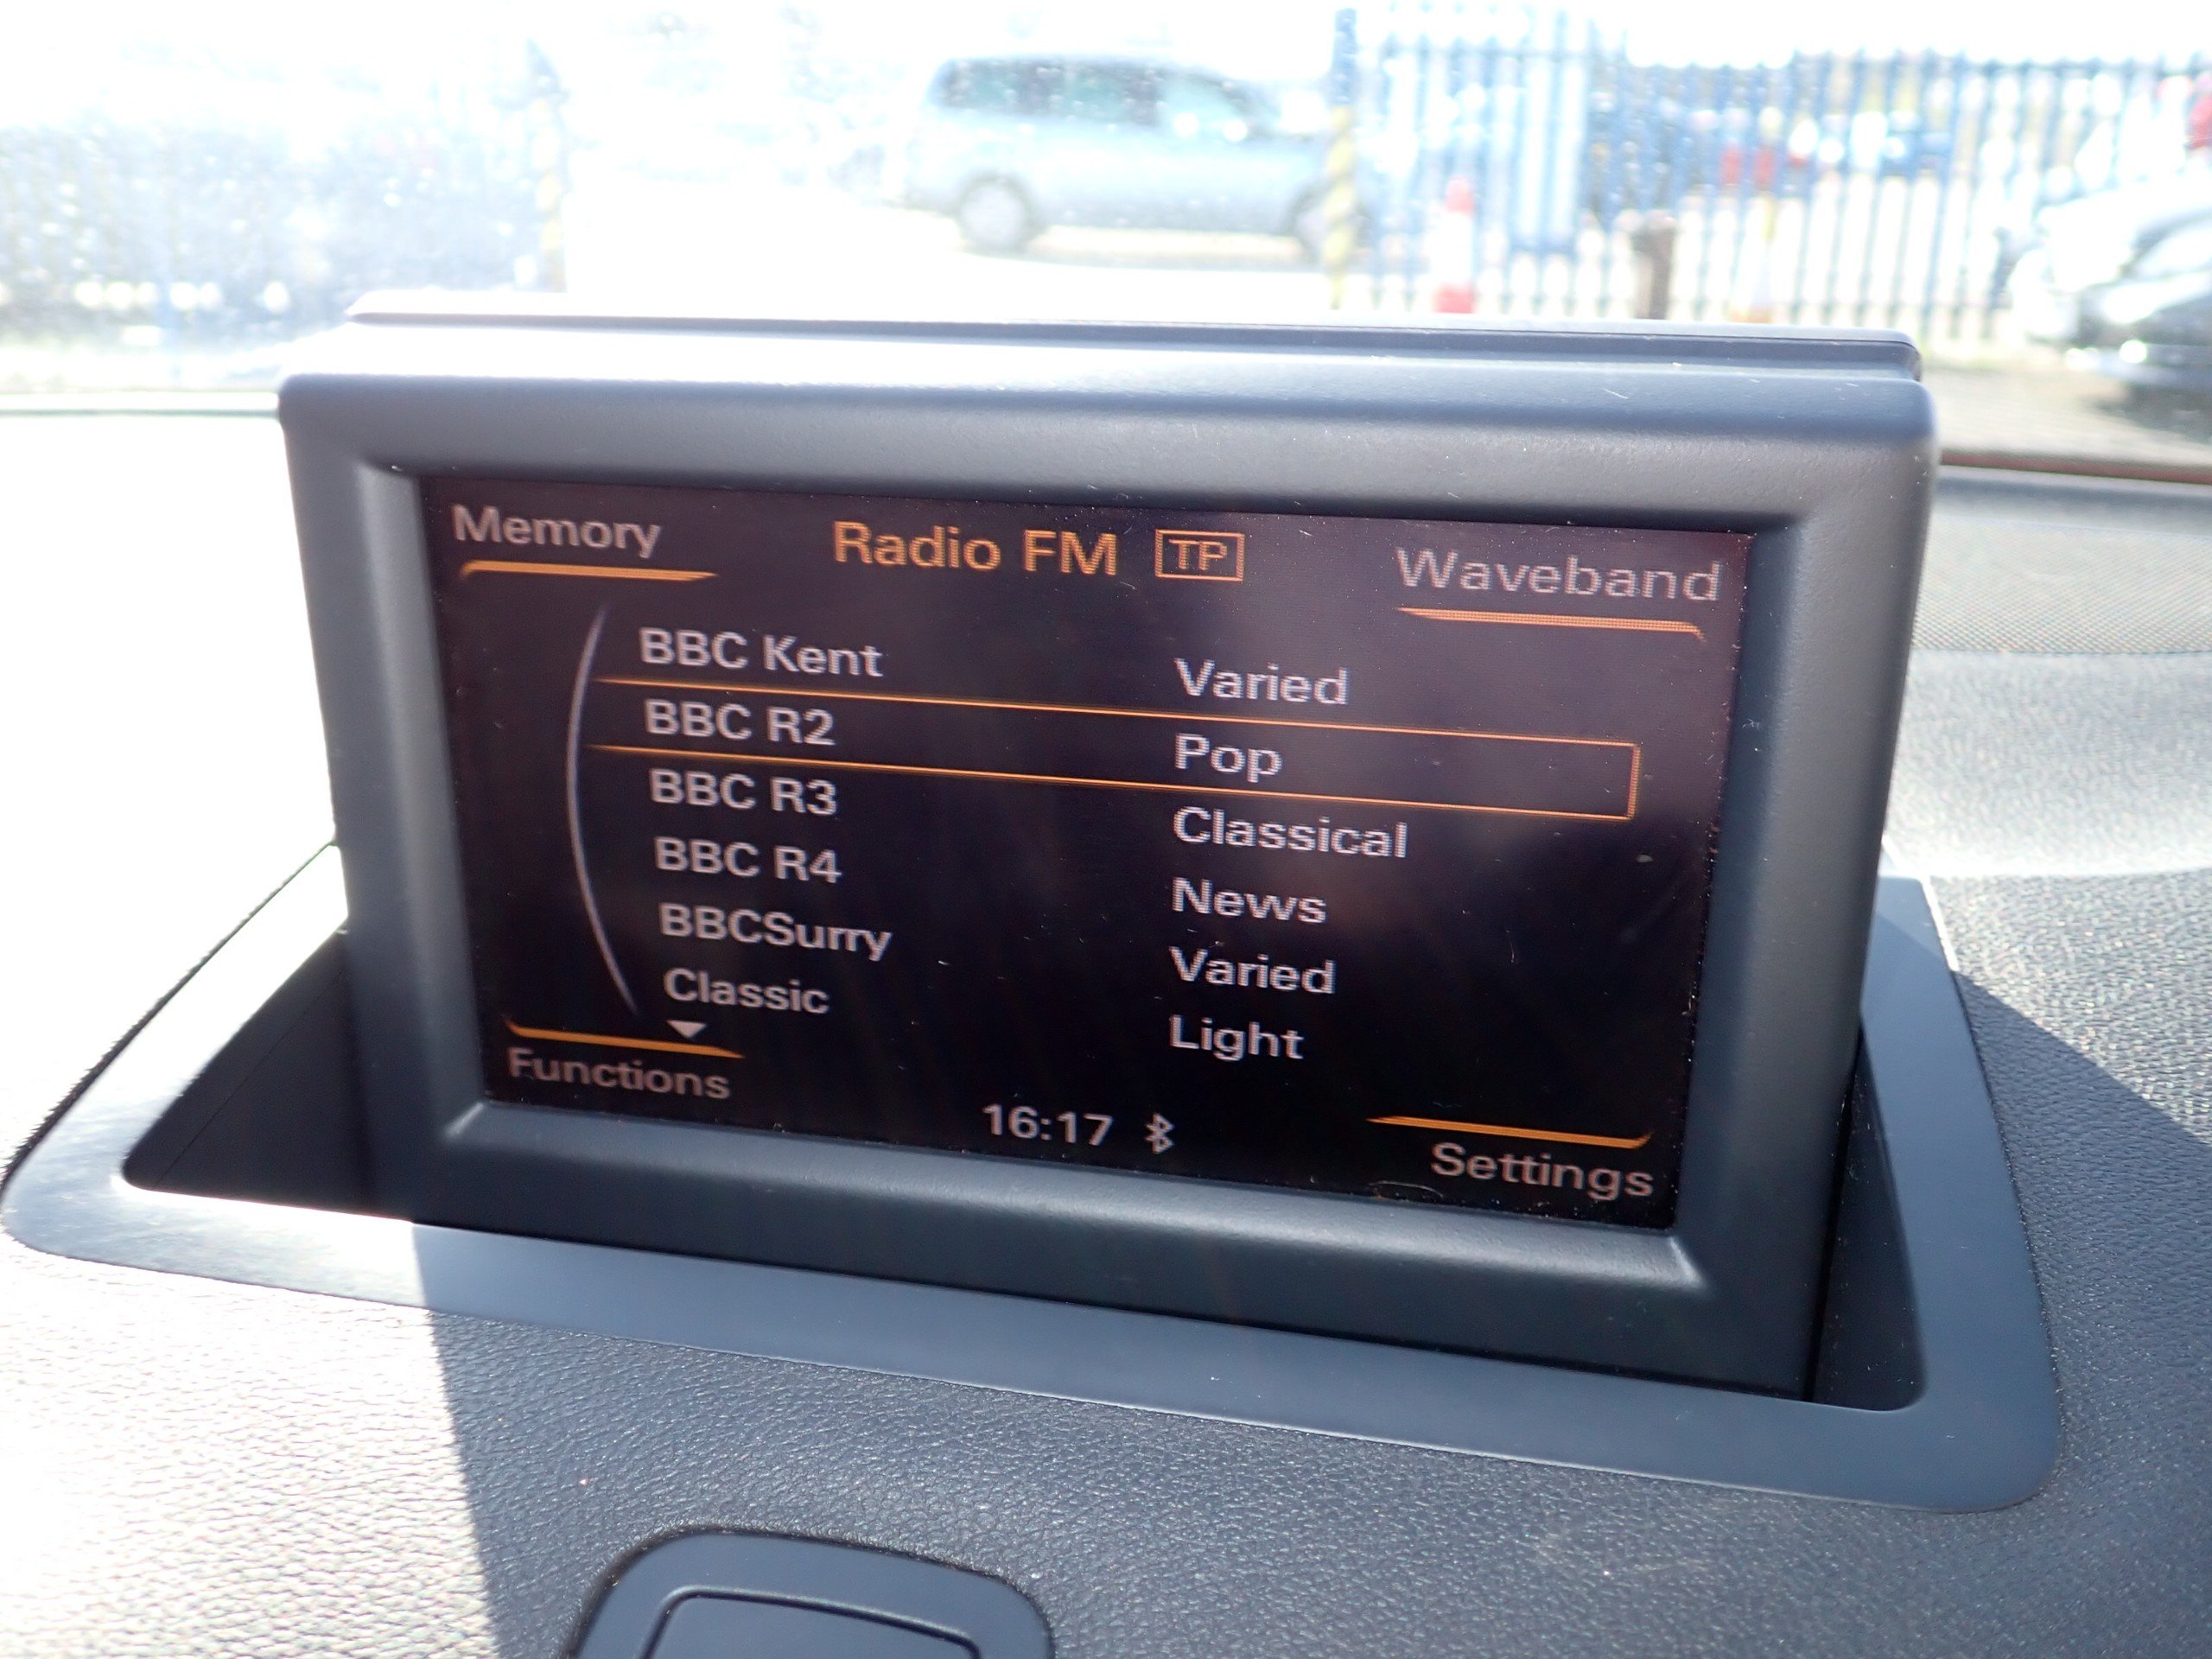 Memory Radio FM TP Waveband
BBC Kent Varied
BBC R2 Pop
BBC R3 Classical
BBC R4 News
BBCSurry Varied
Classic Light
Functions 16:17 Settings